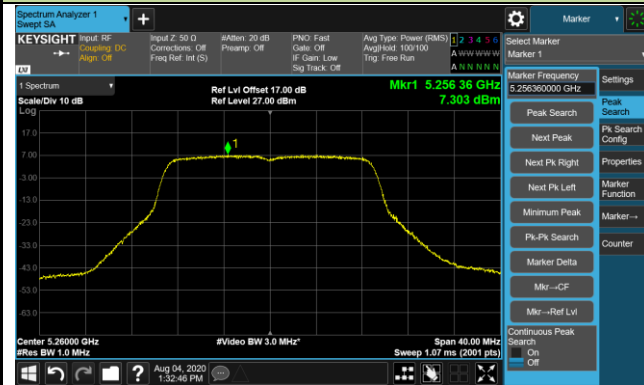 Spectrum Analyzer 1
Swept SA
+
Marker
KEYSIGHT
Input: RF
Coupling: DC
Align: Off
Input Z: 50 Ω
Corrections: Off
Freq Ref: Int (S)
#Atten: 20 dB
Preamp: Off
PNO: Fast
Gate: Off
IF Gain: Low
Sig Track: Off
Avg Type: Power (RMS)
Avg|Hold: 100/100
Trig: Free Run
1 2 3 4 5 6
A W W W W W
A N N N N N
LXI
Select Marker
Marker 1
1 Spectrum
Scale/Div 10 dB
Log
Ref Lvl Offset 17.00 dB
Ref Level 27.00 dBm
Mkr1 5.256 36 GHz
7.303 dBm
17.0
7.00
-3.00
-13.0
-23.0
-33.0
-43.0
-53.0
-63.0
1
Center 5.26000 GHz
#Res BW 1.0 MHz
#Video BW 3.0 MHz*
Span 40.00 MHz
Sweep 1.07 ms (2001 pts)
Marker Frequency
5.256360000 GHz
Peak Search
Next Peak
Next Pk Right
Next Pk Left
Minimum Peak
Pk-Pk Search
Marker Delta
Mkr→CF
Mkr→Ref Lvl
Continuous Peak
Search
On
Off
Settings
Peak
Search
Pk Search
Config
Properties
Marker
Function
Marker→
Counter
?
Aug 04, 2020
1:32:46 PM